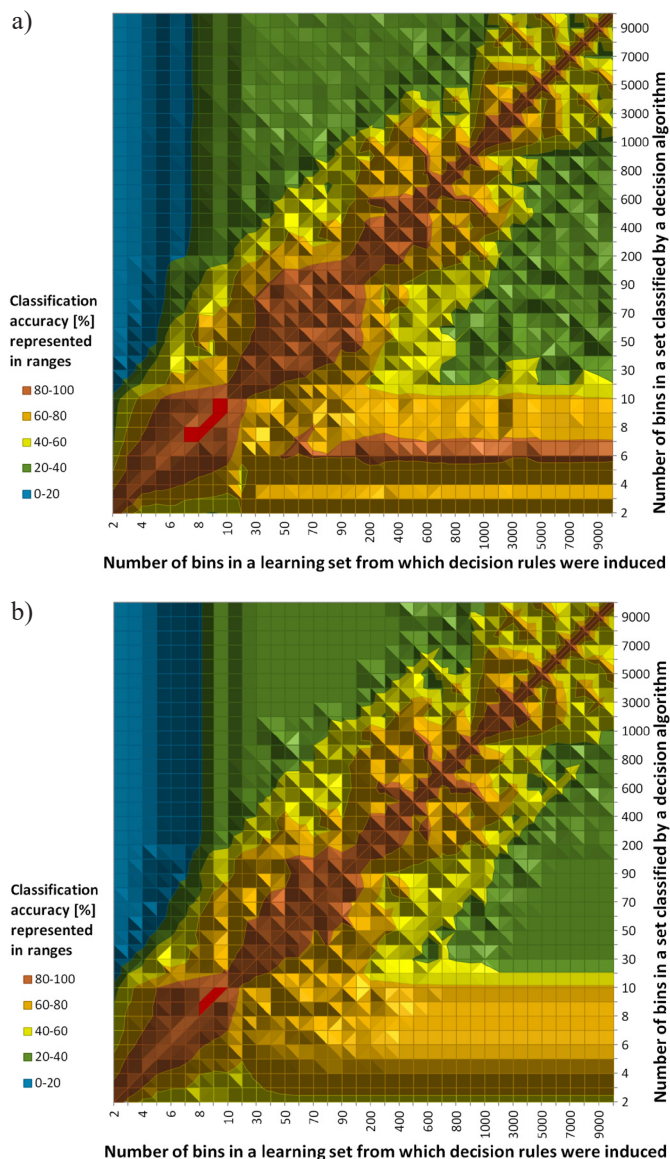 a)
Classification
accuracy [%]
represented
in ranges
80-100
60-80
40-60
20-40
0-20
9000
7000
5000
3000
1000
800
600
400
200
90
70
50
30
10
8
6
4
2
Number of bins in a set classified by a decision algorithm
2 4 6 8 10 30 50 70 90 200 400 600 800 1000 3000 5000 7000 9000
Number of bins in a learning set from which decision rules were induced
b)
Classification
accuracy [%]
represented
in ranges
80-100
60-80
40-60
20-40
0-20
9000
7000
5000
3000
1000
800
600
400
200
90
70
50
30
10
8
6
4
2
Number of bins in a set classified by a decision algorithm
2 4 6 8 10 30 50 70 90 200 400 600 800 1000 3000 5000 7000 9000
Number of bins in a learning set from which decision rules were induced